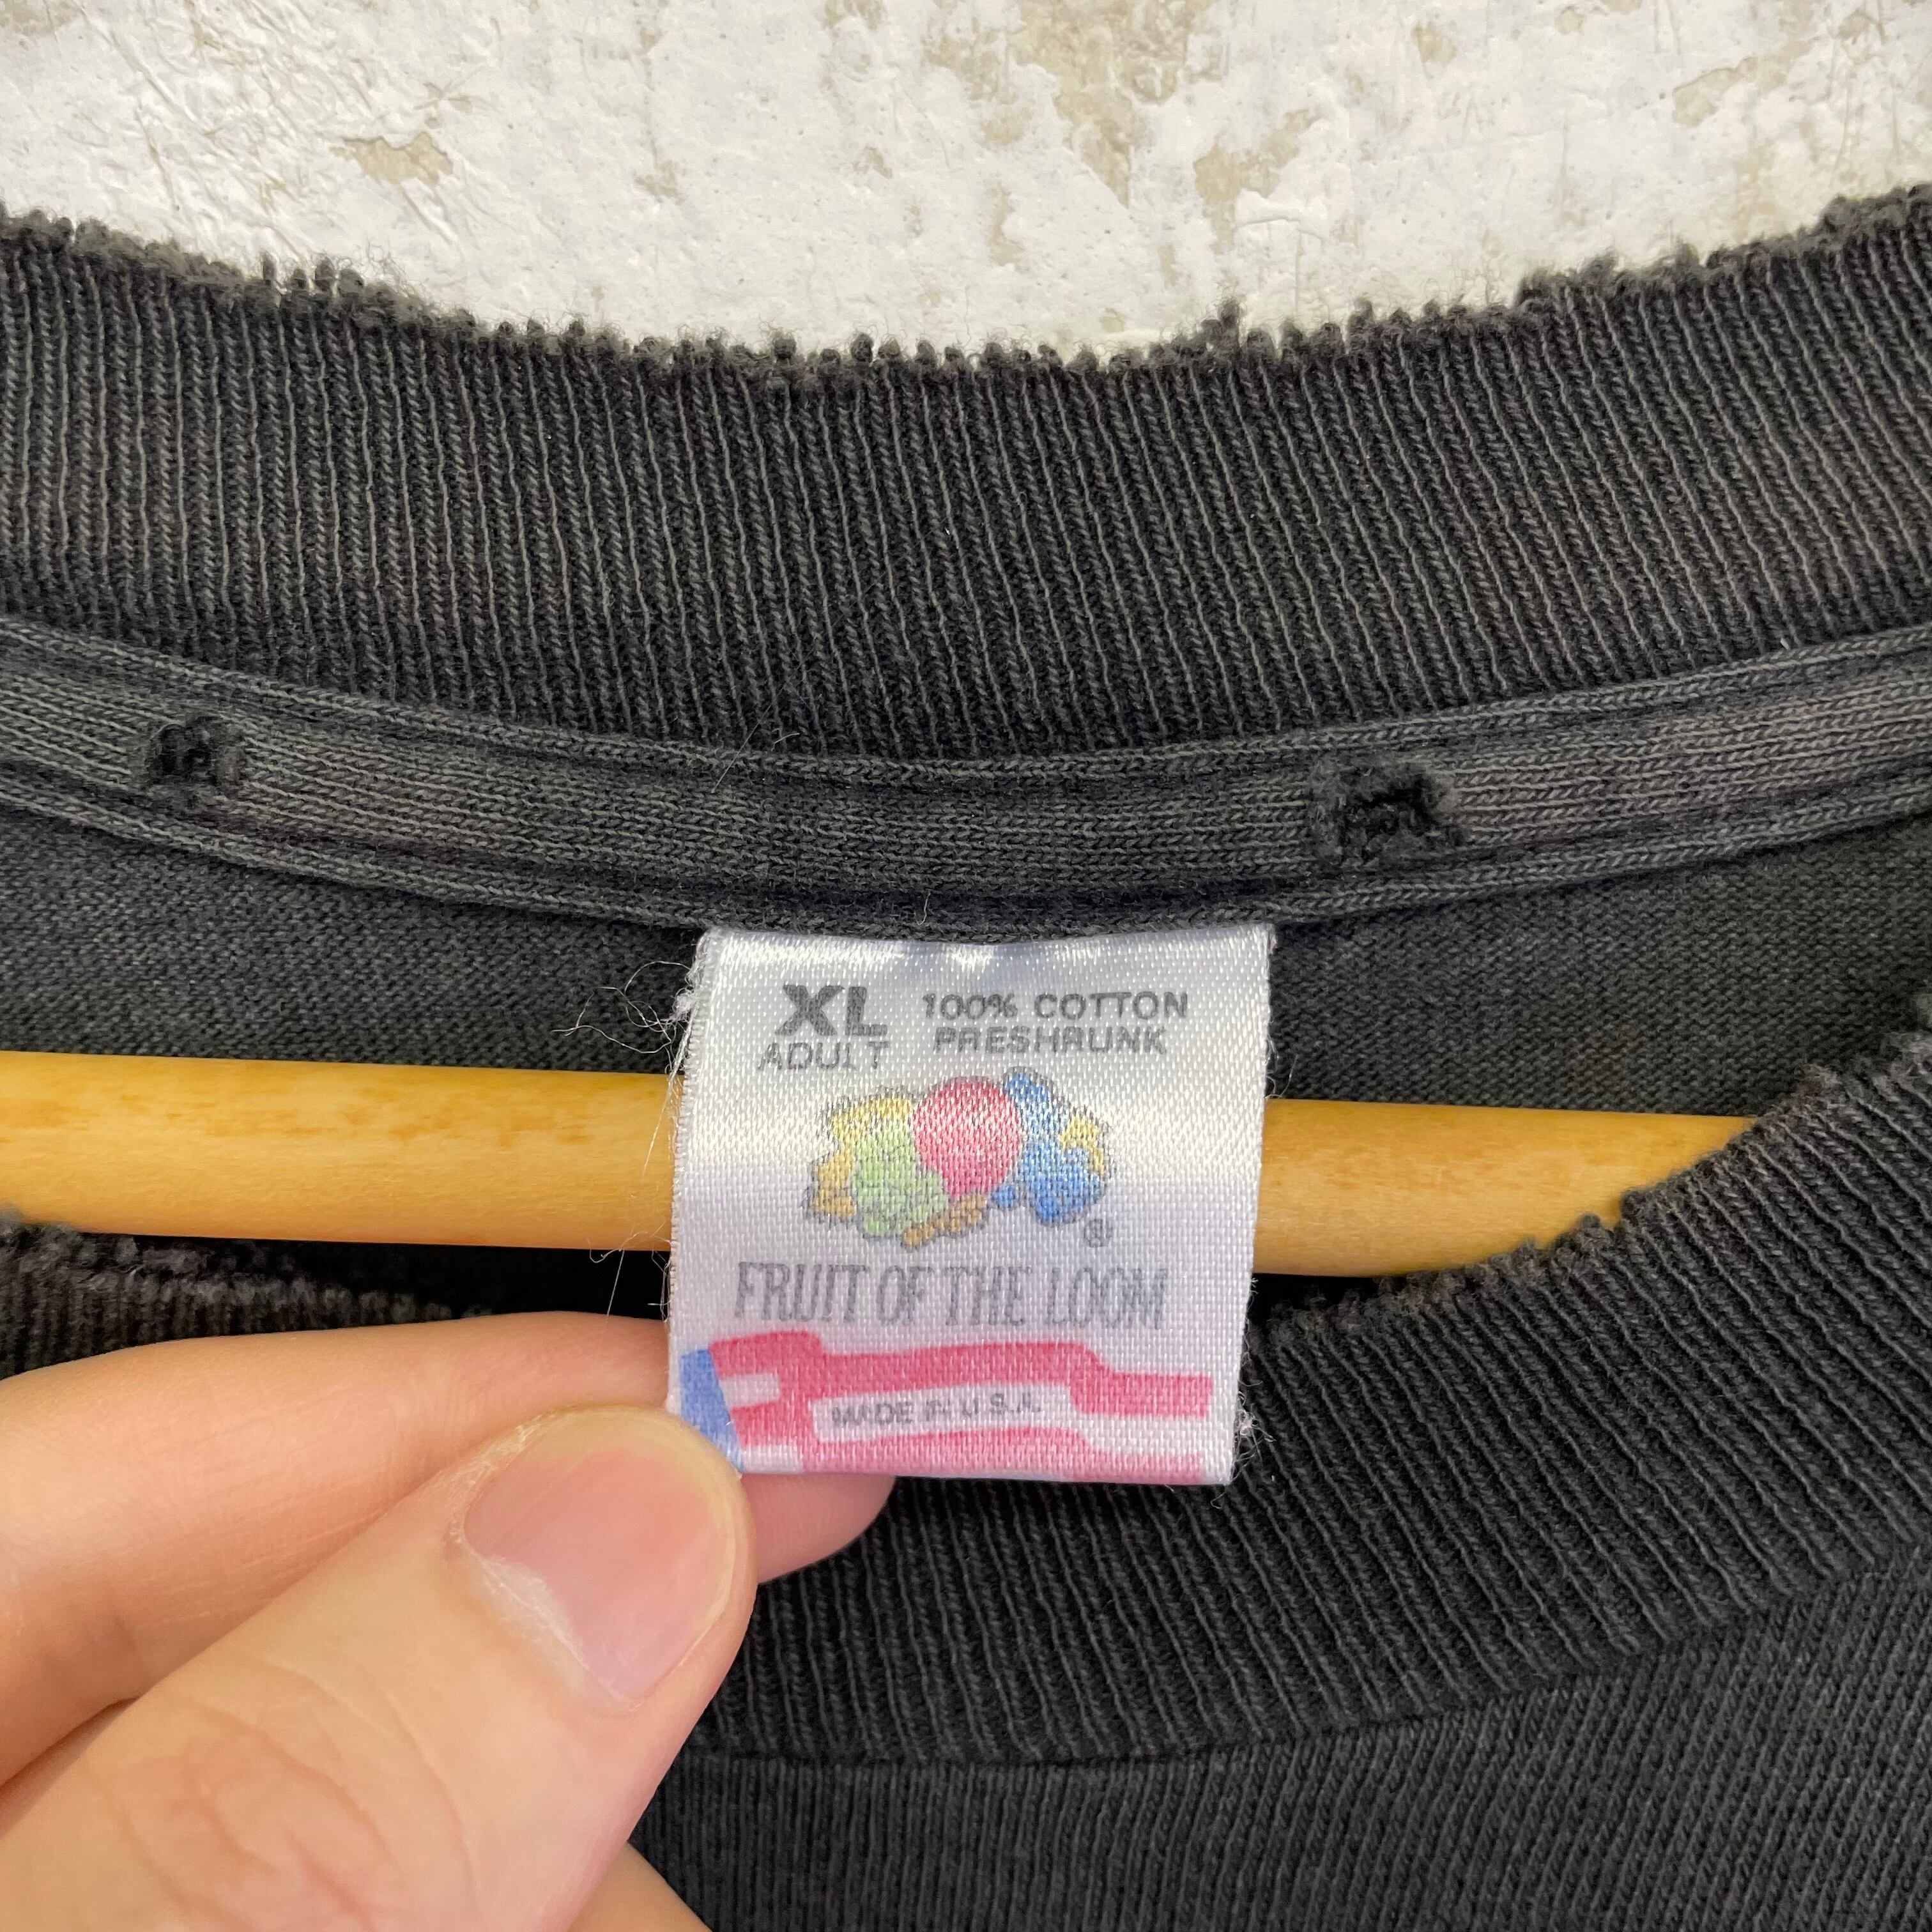 XL
ADULT
100% COTTON
PRESHRUNK
®
FRUIT OF THE LOOM
MADE IN U.S.A.